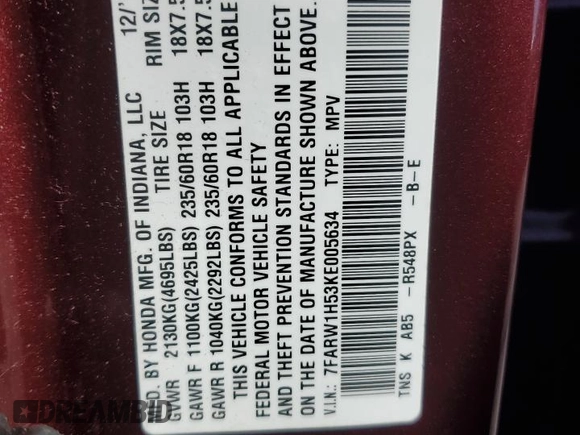 D. BY HONDA MFG. OF INDIANA, LLC 12/
GVWR 2130KG(4695LBS) TIRE SIZE RIM SIZE
GAWR F 1100KG(2425LBS) 235/60R18 103H 18X7.5
GAWR R 1040KG(2292LBS) 235/60R18 103H 18X7.5
THIS VEHICLE CONFORMS TO ALL APPLICABLE
FEDERAL MOTOR VEHICLE SAFETY
AND THEFT PREVENTION STANDARDS IN EFFECT
ON THE DATE OF MANUFACTURE SHOWN ABOVE.
V.I.N.: 7FARW1H53KE005634 TYPE: MPV
TNS K AB5 -R548PX -B-E
DREAMBID